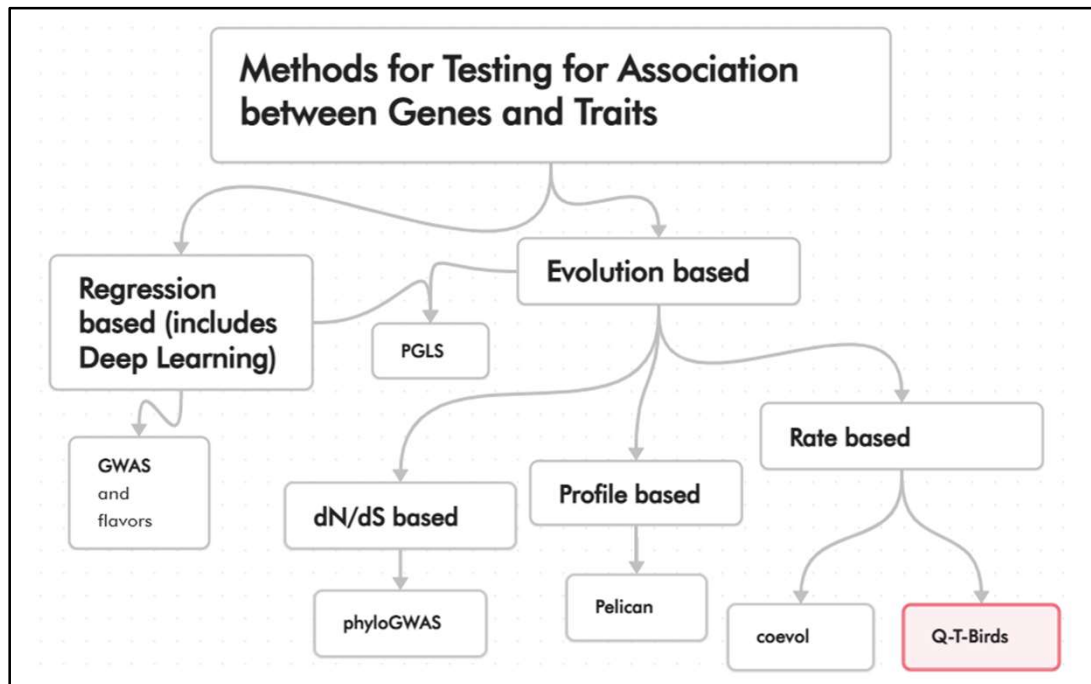 Methods for Testing for Association
between Genes and Traits
Evolution based
Regression
based (includes
Deep Learning)
PGLS
Rate based
GWAS
and
flavors
Profile based
dN/dS based
Pelican
phyloGWAS
coevol
Q-T-Birds